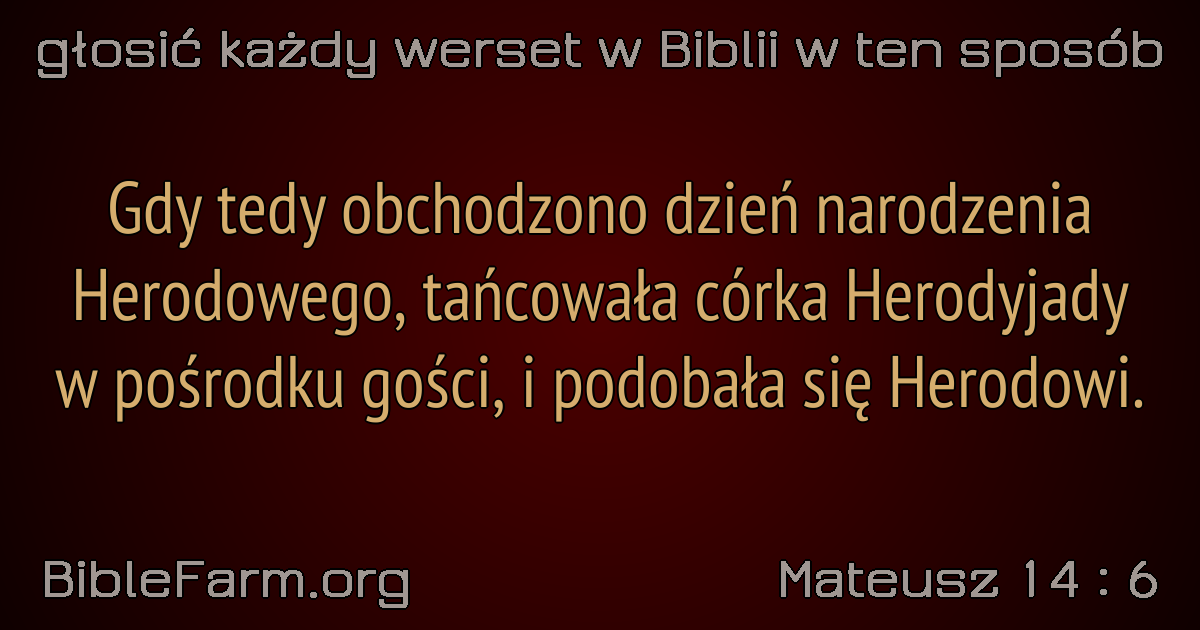 głosić każdy werset w Biblii w ten sposób
Gdy tedy obchodzono dzień narodzenia
Herodowego, tańcowała córka Herodyjady
w pośrodku gości, i podobała się Herodowi.
BibleFarm.org
Mateusz 14 : 6